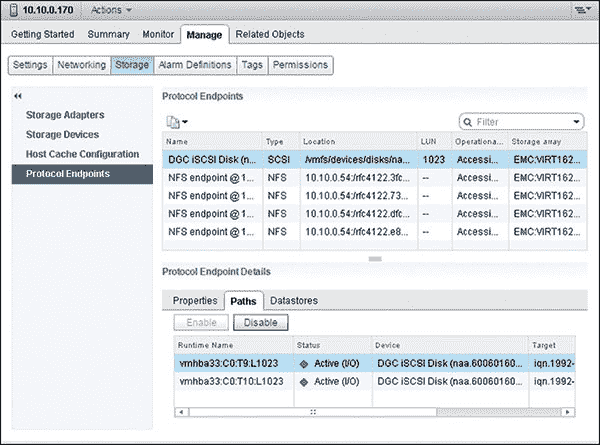 10.10.0.170 Actions
Getting Started Summary Monitor Manage Related Objects
Settings Networking Storage Alarm Definitions Tags Permissions
Storage Adapters
Storage Devices
Host Cache Configuration
Protocol Endpoints
Protocol Endpoints
Filter
Name Type Location LUN Operationa... Storage array
DGC iSCSI Disk (n... SCSI /vmfs/devices/disks/na... 1023 Accessi... EMC:VIRT162...
NFS endpoint @ 1... NFS 10.10.0.54:/rfc4122.3fc... -- Accessi... EMC:VIRT162...
NFS endpoint @ 1... NFS 10.10.0.54:/rfc4122.73... -- Accessi... EMC:VIRT162...
NFS endpoint @ 1... NFS 10.10.0.54:/rfc4122.dfc... -- Accessi... EMC:VIRT162...
NFS endpoint @ 1... NFS 10.10.0.54:/rfc4122.e8... -- Accessi... EMC:VIRT162...
Protocol Endpoint Details
Properties Paths Datastores
Enable Disable
Runtime Name Status Device Target
vmhba33:C0:T9:L1023 Active (I/O) DGC iSCSI Disk (naa.60060160... iqn.1992-
vmhba33:C0:T10:L1023 Active (I/O) DGC iSCSI Disk (naa.60060160... iqn.1992-